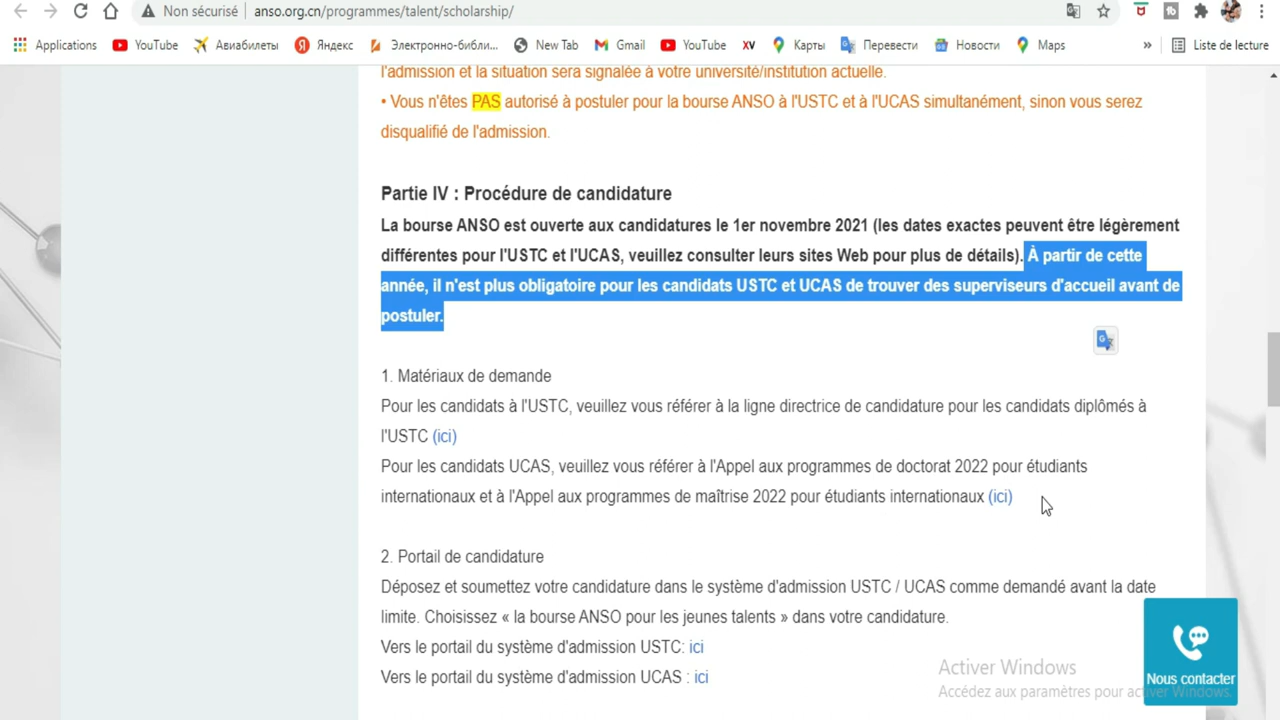 Non sécurisé anso.org.cn/programmes/talent/scholarship/
Applications YouTube Авиабилеты Яндекс Электронно-библи... New Tab Gmail YouTube XV Карты Перевести Новости Maps » Liste de lecture
l'admission et la situation sera signalée à votre université/institution actuelle.
• Vous n'êtes PAS autorisé à postuler pour la bourse ANSO à l'USTC et à l'UCAS simultanément, sinon vous serez
disqualifié de l'admission.
Partie IV : Procédure de candidature
La bourse ANSO est ouverte aux candidatures le 1er novembre 2021 (les dates exactes peuvent être légèrement
différentes pour l'USTC et l'UCAS, veuillez consulter leurs sites Web pour plus de détails). À partir de cette
année, il n'est plus obligatoire pour les candidats USTC et UCAS de trouver des superviseurs d'accueil avant de
postuler.
1. Matériaux de demande
Pour les candidats à l'USTC, veuillez vous référer à la ligne directrice de candidature pour les candidats diplômés à
l'USTC (ici)
Pour les candidats UCAS, veuillez vous référer à l'Appel aux programmes de doctorat 2022 pour étudiants
internationaux et à l'Appel aux programmes de maîtrise 2022 pour étudiants internationaux (ici)
2. Portail de candidature
Déposez et soumettez votre candidature dans le système d'admission USTC / UCAS comme demandé avant la date
limite. Choisissez « la bourse ANSO pour les jeunes talents » dans votre candidature.
Vers le portail du système d'admission USTC: ici
Vers le portail du système d'admission UCAS : ici
Nous contacter
Activer Windows
Accédez aux paramètres pour activer Windows.